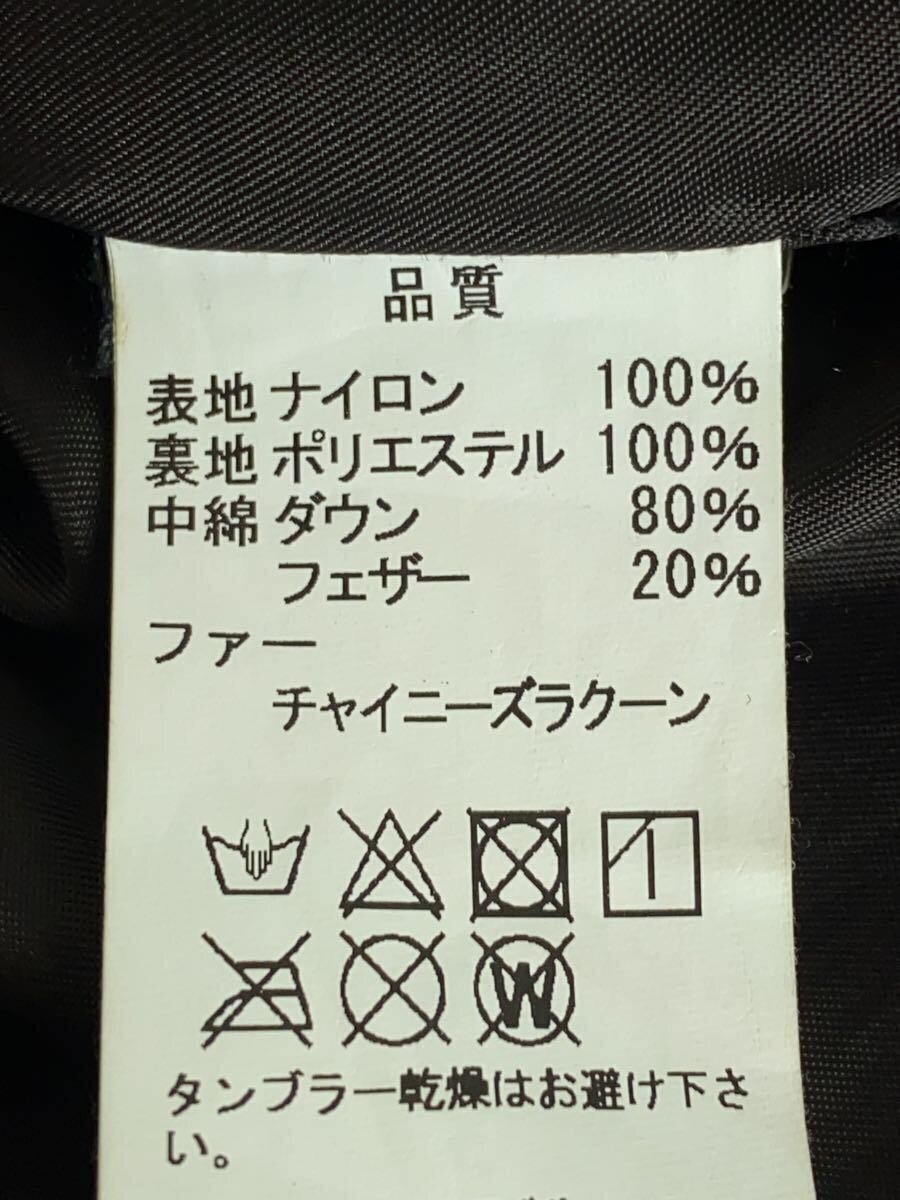 品質
表地 ナイロン 100%
裏地 ポリエステル 100%
中綿 ダウン 80%
フェザー 20%
ファー
チャイニーズラクーン
W
タンブラー乾燥はお避け下さ
い。